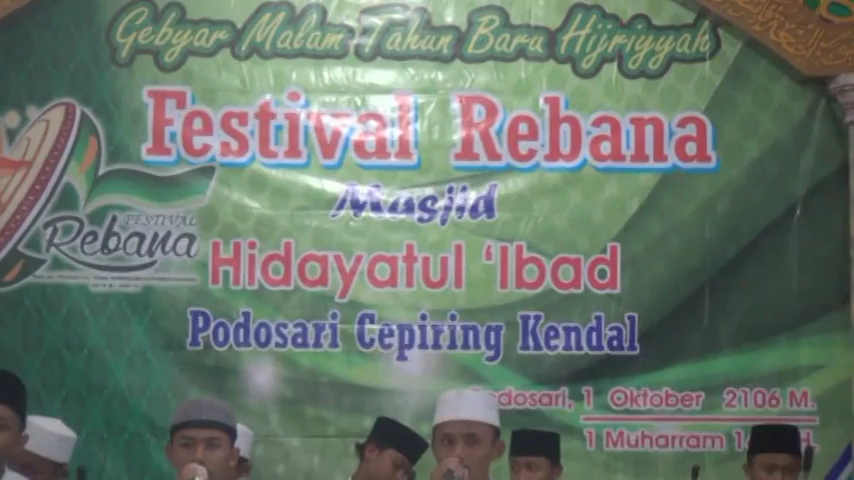 Gebyar Malam Tahun Baru Hijriyyah
Festival Rebana
Masjid
Hidayatul 'Ibad
Podosari Cepiring Kendal
FESTIVAL
Rebana
1 Oktober 2106 M.
1 Muharram